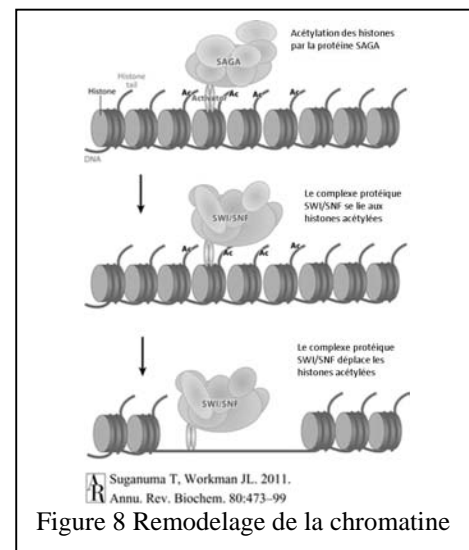 Acétylation des histones
par la protéine SAGA
SAGA
Histone
tail
Histone
Ac
Activator
Ac
Ac
Ac
DNA
Le complexe protéique
SWI/SNF se lie aux
histones acétylées
SWI/SNF
Ac
Ac
Ac
Ac
Le complexe protéique
SWI/SNF déplace les
histones acétylées
SWI/SNF
AR Suganuma T, Workman JL. 2011.
Annu. Rev. Biochem. 80:473–99
Figure 8 Remodelage de la chromatine